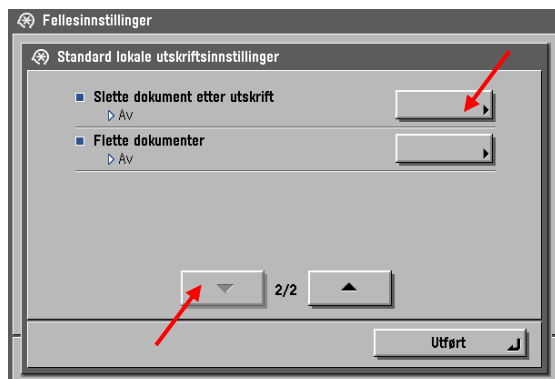 Fellesinnstillinger
Standard lokale utskriftsinnstillinger
Slette dokument etter utskrift
Av
Flette dokumenter
Av
2/2
Utført